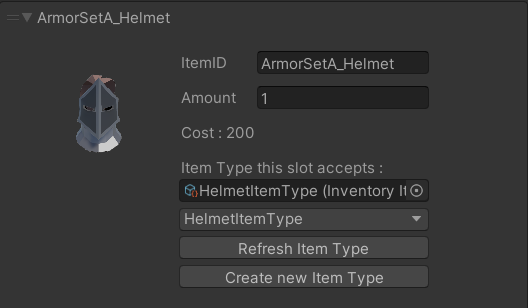 ArmorSetA_Helmet
ItemID ArmorSetA_Helmet
Amount 1
Cost : 200
Item Type this slot accepts :
HelmetItemType (Inventory It
HelmetItemType
Refresh Item Type
Create new Item Type